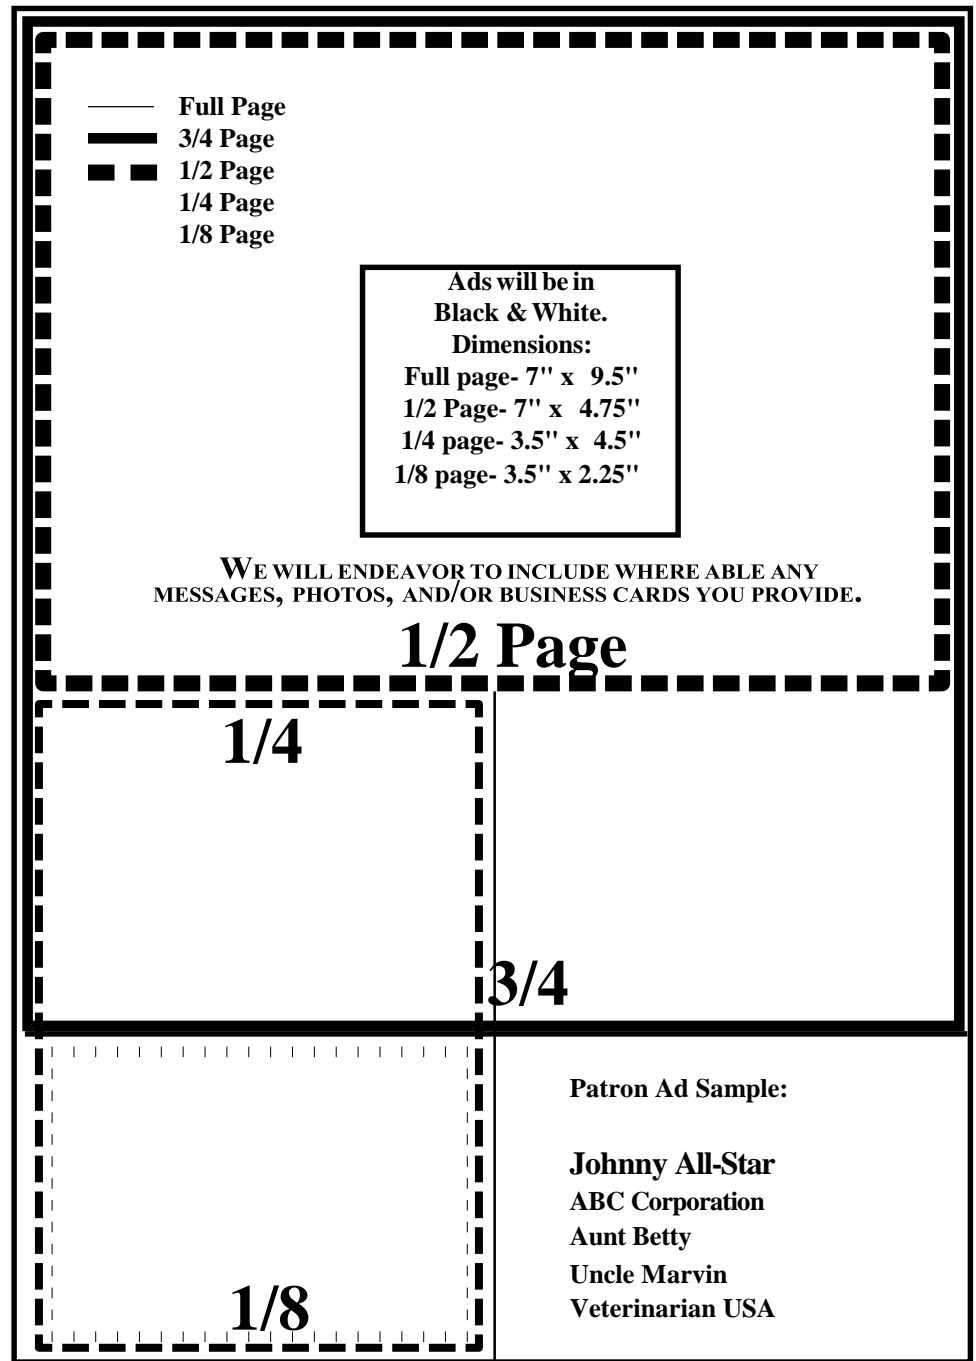 Full Page
3/4 Page
1/2 Page
1/4 Page
1/8 Page
Ads will be in
Black & White.
Dimensions:
Full page- 7" x 9.5"
1/2 Page- 7" x 4.75"
1/4 page- 3.5" x 4.5"
1/8 page- 3.5" x 2.25"
WE WILL ENDEAVOR TO INCLUDE WHERE ABLE ANY
MESSAGES, PHOTOS, AND/OR BUSINESS CARDS YOU PROVIDE.
1/2 Page
1/4
3/4
Patron Ad Sample:
Johnny All-Star
ABC Corporation
Aunt Betty
Uncle Marvin
Veterinarian USA
1/8